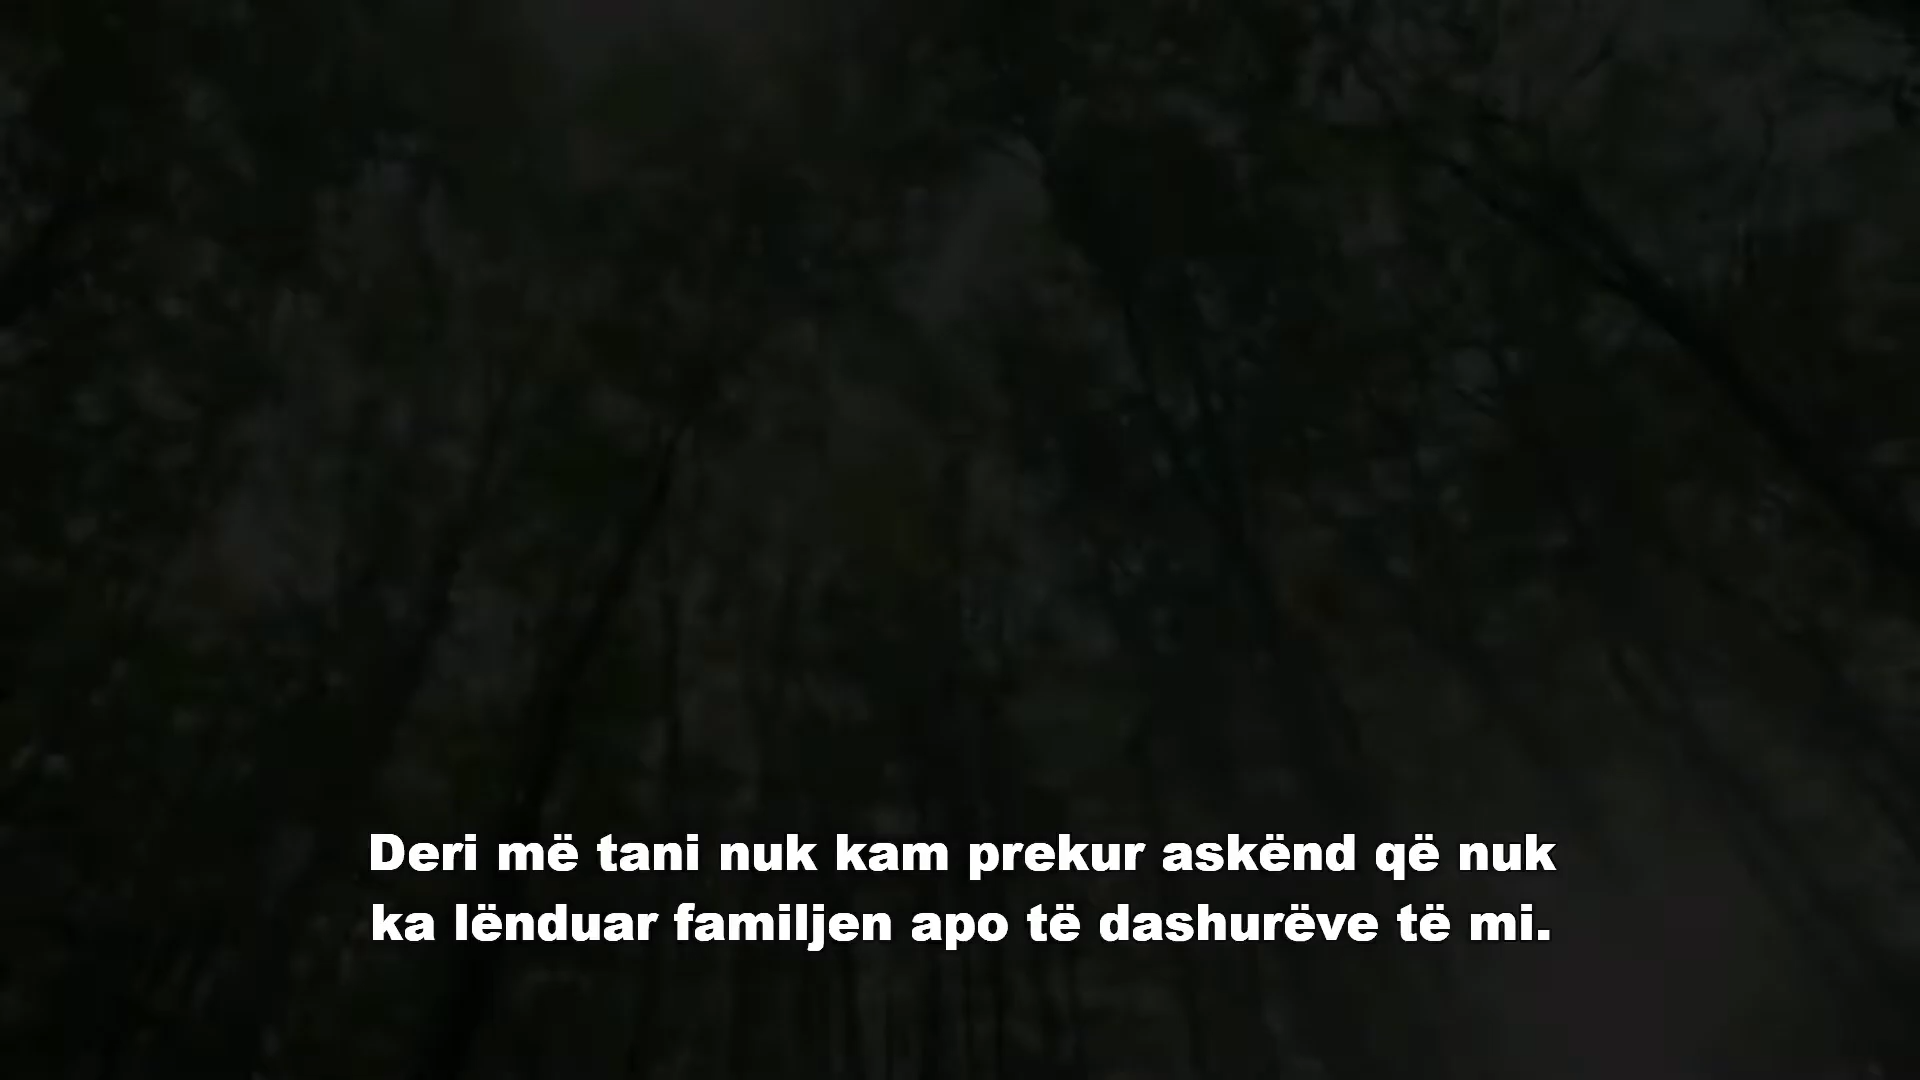 Deri më tani nuk kam prekur askënd që nuk
ka lënduar familjen apo të dashurëve të mi.